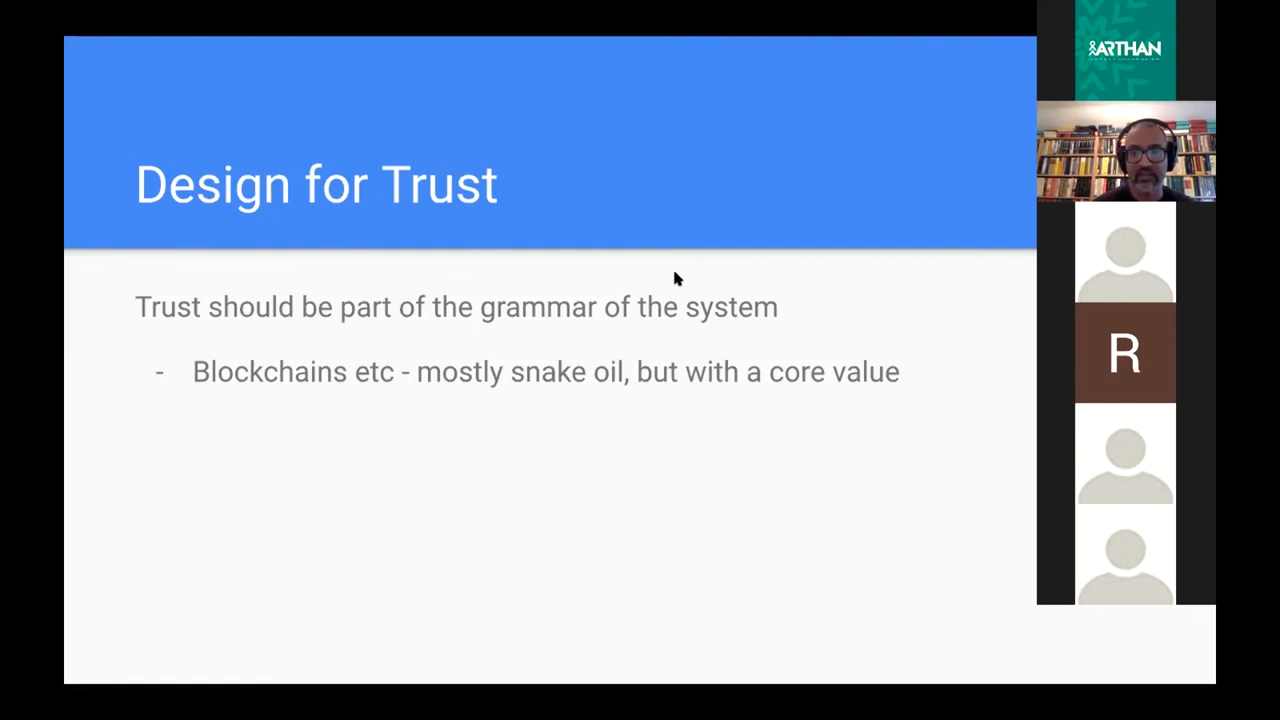 ARTHAN
Design for Trust
Trust should be part of the grammar of the system
- Blockchains etc - mostly snake oil, but with a core value
R